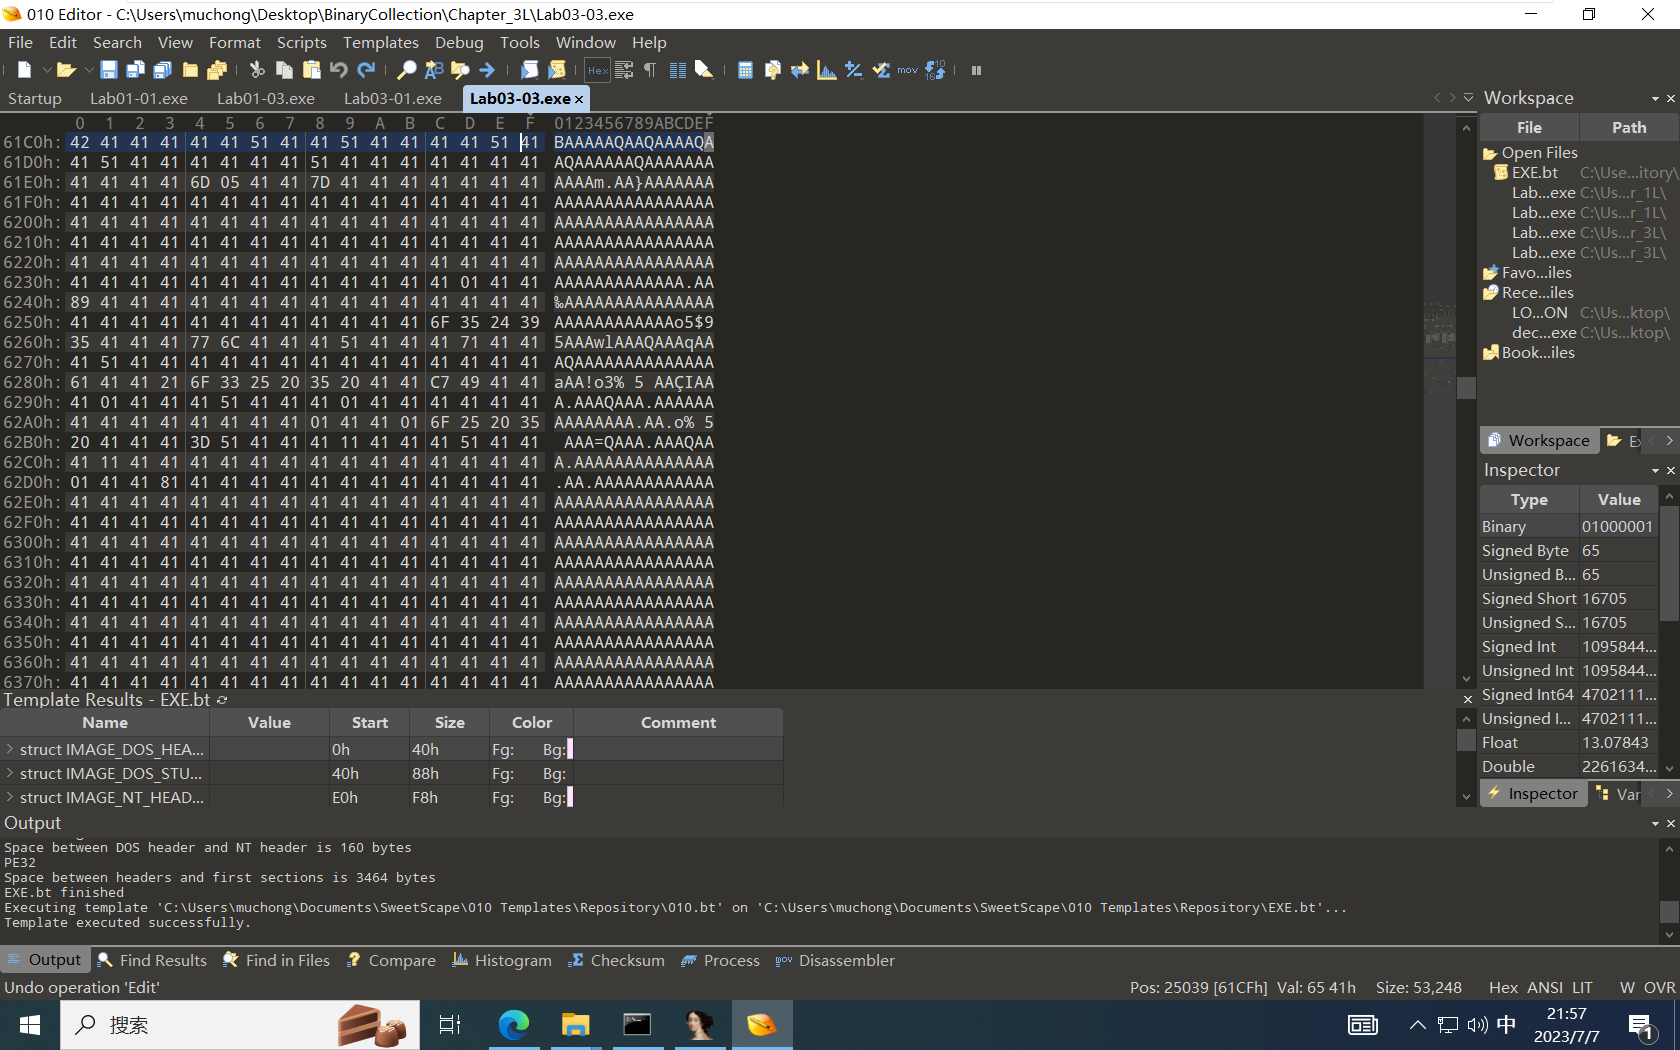 010 Editor - C:\Users\muchong\Desktop\BinaryCollection\Chapter_3L\Lab03-03.exe
File Edit Search View Format Scripts Templates Debug Tools Window Help
Startup Lab01-01.exe Lab01-03.exe Lab03-01.exe Lab03-03.exe
0 1 2 3 4 5 6 7 8 9 A B C D E F 0123456789ABCDEF
61C0h: 42 41 41 41 41 41 51 41 41 51 41 41 41 41 51 41 BAAAAAQAAQAAAAQA
61D0h: 41 51 41 41 41 41 41 41 51 41 41 41 41 41 41 41 AQAAAAAAQAAAAAAA
61E0h: 41 41 41 41 6D 05 41 41 7D 41 41 41 41 41 41 41 AAAAm.AA}AAAAAAA
61F0h: 41 41 41 41 41 41 41 41 41 41 41 41 41 41 41 41 AAAAAAAAAAAAAAAA
6200h: 41 41 41 41 41 41 41 41 41 41 41 41 41 41 41 41 AAAAAAAAAAAAAAAA
6210h: 41 41 41 41 41 41 41 41 41 41 41 41 41 41 41 41 AAAAAAAAAAAAAAAA
6220h: 41 41 41 41 41 41 41 41 41 41 41 41 41 41 41 41 AAAAAAAAAAAAAAAA
6230h: 41 41 41 41 41 41 41 41 41 41 41 41 41 01 41 41 AAAAAAAAAAAAA.AA
6240h: 89 41 41 41 41 41 41 41 41 41 41 41 41 41 41 41 ‰AAAAAAAAAAAAAAA
6250h: 41 41 41 41 41 41 41 41 41 41 41 41 6F 35 24 39 AAAAAAAAAAAAo5$9
6260h: 35 41 41 41 77 6C 41 41 41 51 41 41 41 71 41 41 5AAAwlAAAQAAAqAA
6270h: 41 51 41 41 41 41 41 41 41 41 41 41 41 41 41 41 AQAAAAAAAAAAAAAA
6280h: 61 41 41 21 6F 33 25 20 35 20 41 41 C7 49 41 41 aAA!o3% 5 AAÇIAA
6290h: 41 01 41 41 41 51 41 41 41 01 41 41 41 41 41 41 A.AAAQAAA.AAAAAA
62A0h: 41 41 41 41 41 41 41 41 01 41 41 01 6F 25 20 35 AAAAAAAA.AA.o% 5
62B0h: 20 41 41 41 3D 51 41 41 41 11 41 41 41 51 41 41  AAA=QAAA.AAAQAA
62C0h: 41 11 41 41 41 41 41 41 41 41 41 41 41 41 41 41 A.AAAAAAAAAAAAAA
62D0h: 01 41 41 81 41 41 41 41 41 41 41 41 41 41 41 41 .AA.AAAAAAAAAAAA
62E0h: 41 41 41 41 41 41 41 41 41 41 41 41 41 41 41 41 AAAAAAAAAAAAAAAA
62F0h: 41 41 41 41 41 41 41 41 41 41 41 41 41 41 41 41 AAAAAAAAAAAAAAAA
6300h: 41 41 41 41 41 41 41 41 41 41 41 41 41 41 41 41 AAAAAAAAAAAAAAAA
6310h: 41 41 41 41 41 41 41 41 41 41 41 41 41 41 41 41 AAAAAAAAAAAAAAAA
6320h: 41 41 41 41 41 41 41 41 41 41 41 41 41 41 41 41 AAAAAAAAAAAAAAAA
6330h: 41 41 41 41 41 41 41 41 41 41 41 41 41 41 41 41 AAAAAAAAAAAAAAAA
6340h: 41 41 41 41 41 41 41 41 41 41 41 41 41 41 41 41 AAAAAAAAAAAAAAAA
6350h: 41 41 41 41 41 41 41 41 41 41 41 41 41 41 41 41 AAAAAAAAAAAAAAAA
6360h: 41 41 41 41 41 41 41 41 41 41 41 41 41 41 41 41 AAAAAAAAAAAAAAAA
6370h: 41 41 41 41 41 41 41 41 41 41 41 41 41 41 41 41 AAAAAAAAAAAAAAAA
Workspace
File Path
Open Files
EXE.bt C:\Use...itory\
Lab...exe C:\Us...r_1L\
Lab...exe C:\Us...r_1L\
Lab...exe C:\Us...r_3L\
Lab...exe C:\Us...r_3L\
Favo...iles
Rece...iles
LO...ON C:\Us...ktop\
dec...exe C:\Us...ktop\
Book...iles
Workspace
Inspector
Type Value
Binary 01000001
Signed Byte 65
Unsigned B... 65
Signed Short 16705
Unsigned S... 16705
Signed Int 1095844...
Unsigned Int 1095844...
Signed Int64 4702111...
Unsigned I... 4702111...
Float 13.07843
Double 2261634...
Inspector Var
Template Results - EXE.bt
Name Value Start Size Color Comment
struct IMAGE_DOS_HEA... 0h 40h Fg: Bg:
struct IMAGE_DOS_STU... 40h 88h Fg: Bg:
struct IMAGE_NT_HEAD... E0h F8h Fg: Bg:
Output
Space between DOS header and NT header is 160 bytes
PE32
Space between headers and first sections is 3464 bytes
EXE.bt finished
Executing template 'C:\Users\muchong\Documents\SweetScape\010 Templates\Repository\010.bt' on 'C:\Users\muchong\Documents\SweetScape\010 Templates\Repository\EXE.bt'...
Template executed successfully.
Output Find Results Find in Files Compare Histogram Checksum Process Disassembler
Undo operation 'Edit' Pos: 25039 [61CFh] Val: 65 41h Size: 53,248 Hex ANSI LIT W OVR
搜索
中
21:57
2023/7/7
1